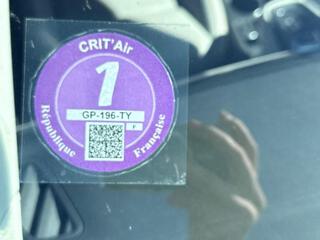 CRIT'Air
1
GP-196-TY
F
République Française